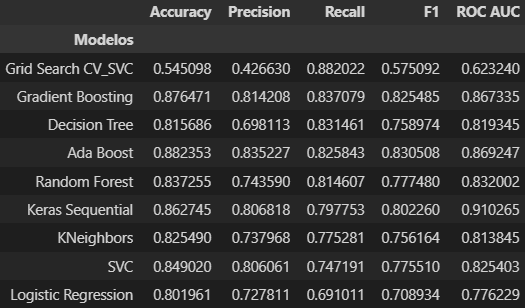 Accuracy Precision Recall F1 ROC AUC
Modelos
Grid Search CV_SVC 0.545098 0.426630 0.882022 0.575092 0.623240
Gradient Boosting 0.876471 0.814208 0.837079 0.825485 0.867335
Decision Tree 0.815686 0.698113 0.831461 0.758974 0.819345
Ada Boost 0.882353 0.835227 0.825843 0.830508 0.869247
Random Forest 0.837255 0.743590 0.814607 0.777480 0.832002
Keras Sequential 0.862745 0.806818 0.797753 0.802260 0.910265
KNeighbors 0.825490 0.737968 0.775281 0.756164 0.813845
SVC 0.849020 0.806061 0.747191 0.775510 0.825403
Logistic Regression 0.801961 0.727811 0.691011 0.708934 0.776229